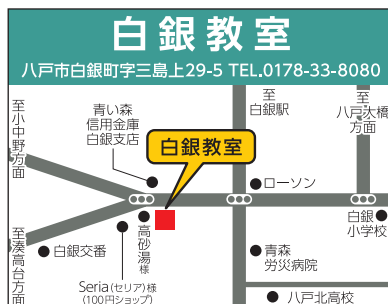 白銀教室
八戸市白銀町字三島上29-5 TEL.0178-33-8080
至小中野方面
青い森
信用金庫
白銀支店
至
白銀駅
至
八戸大橋
方面
白銀教室
ローソン
高砂湯様
白銀
小学校
至湊高台方面
白銀交番
Seria(セリア)様
(100円ショップ)
青森
労災病院
八戸北高校